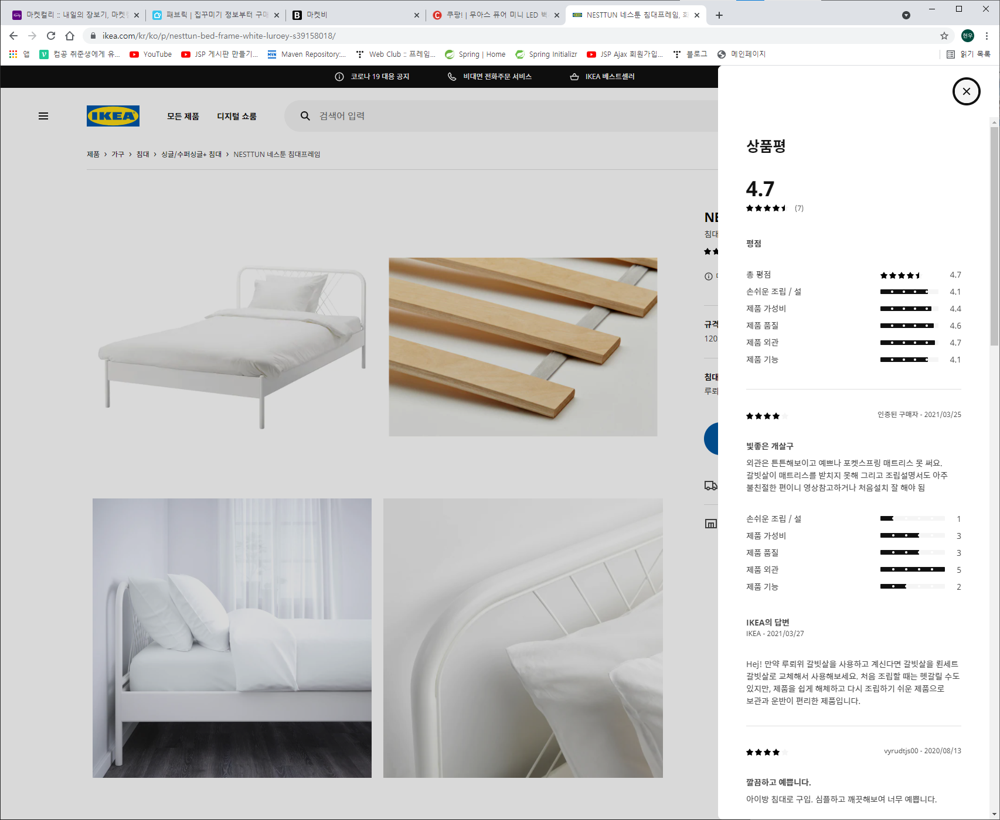 마켓컬리 :: 내일의 장보기, 마켓
패브릭 | 집꾸미기 정보부터 구매
마켓비
쿠팡! | 무아스 퓨어 미니 LED 벽
NESTTUN 네스툰 침대프레임, 화
ikea.com/kr/ko/p/nesttun-bed-frame-white-luroey-s39158018/
현우
앱
컴공 취준생에게 유...
YouTube
JSP 게시판 만들기...
Maven Repository:...
Web Club :: 프레임...
Spring | Home
Spring Initializr
JSP Ajax 회원가입...
블로그
메인페이지
읽기 목록
코로나 19 대응 공지
비대면 전화주문 서비스
IKEA 베스트셀러
IKEA
모든 제품
디지털 쇼룸
검색어 입력
제품 > 가구 > 침대 > 싱글/수퍼싱글+ 침대 > NESTTUN 네스툰 침대프레임
NE
침대
규격
120
침대
루뢰
상품평
4.7
(7)
평점
총 평점 4.7
손쉬운 조립 / 설 4.1
제품 가성비 4.4
제품 품질 4.6
제품 외관 4.7
제품 기능 4.1
인증된 구매자 - 2021/03/25
빛좋은 개살구
외관은 튼튼해보이고 예쁘나 포켓스프링 매트리스 못 써요.
갈빗살이 매트리스를 받치지 못해 그리고 조립설명서도 아주
불친절한 편이니 영상참고하거나 처음설치 잘 해야 됨
손쉬운 조립 / 설 1
제품 가성비 3
제품 품질 3
제품 외관 5
제품 기능 2
IKEA의 답변
IKEA - 2021/03/27
Hej! 만약 루뢰위 갈빗살을 사용하고 계신다면 갈빗살을 뢴세트
갈빗살로 교체해서 사용해보세요. 처음 조립할 때는 헷갈릴 수도
있지만, 제품을 쉽게 해체하고 다시 조립하기 쉬운 제품으로
보관과 운반이 편리한 제품입니다.
vyrudtjs00 - 2020/08/13
깔끔하고 예쁩니다.
아이방 침대로 구입. 심플하고 깨끗해보여 너무 예쁩니다.